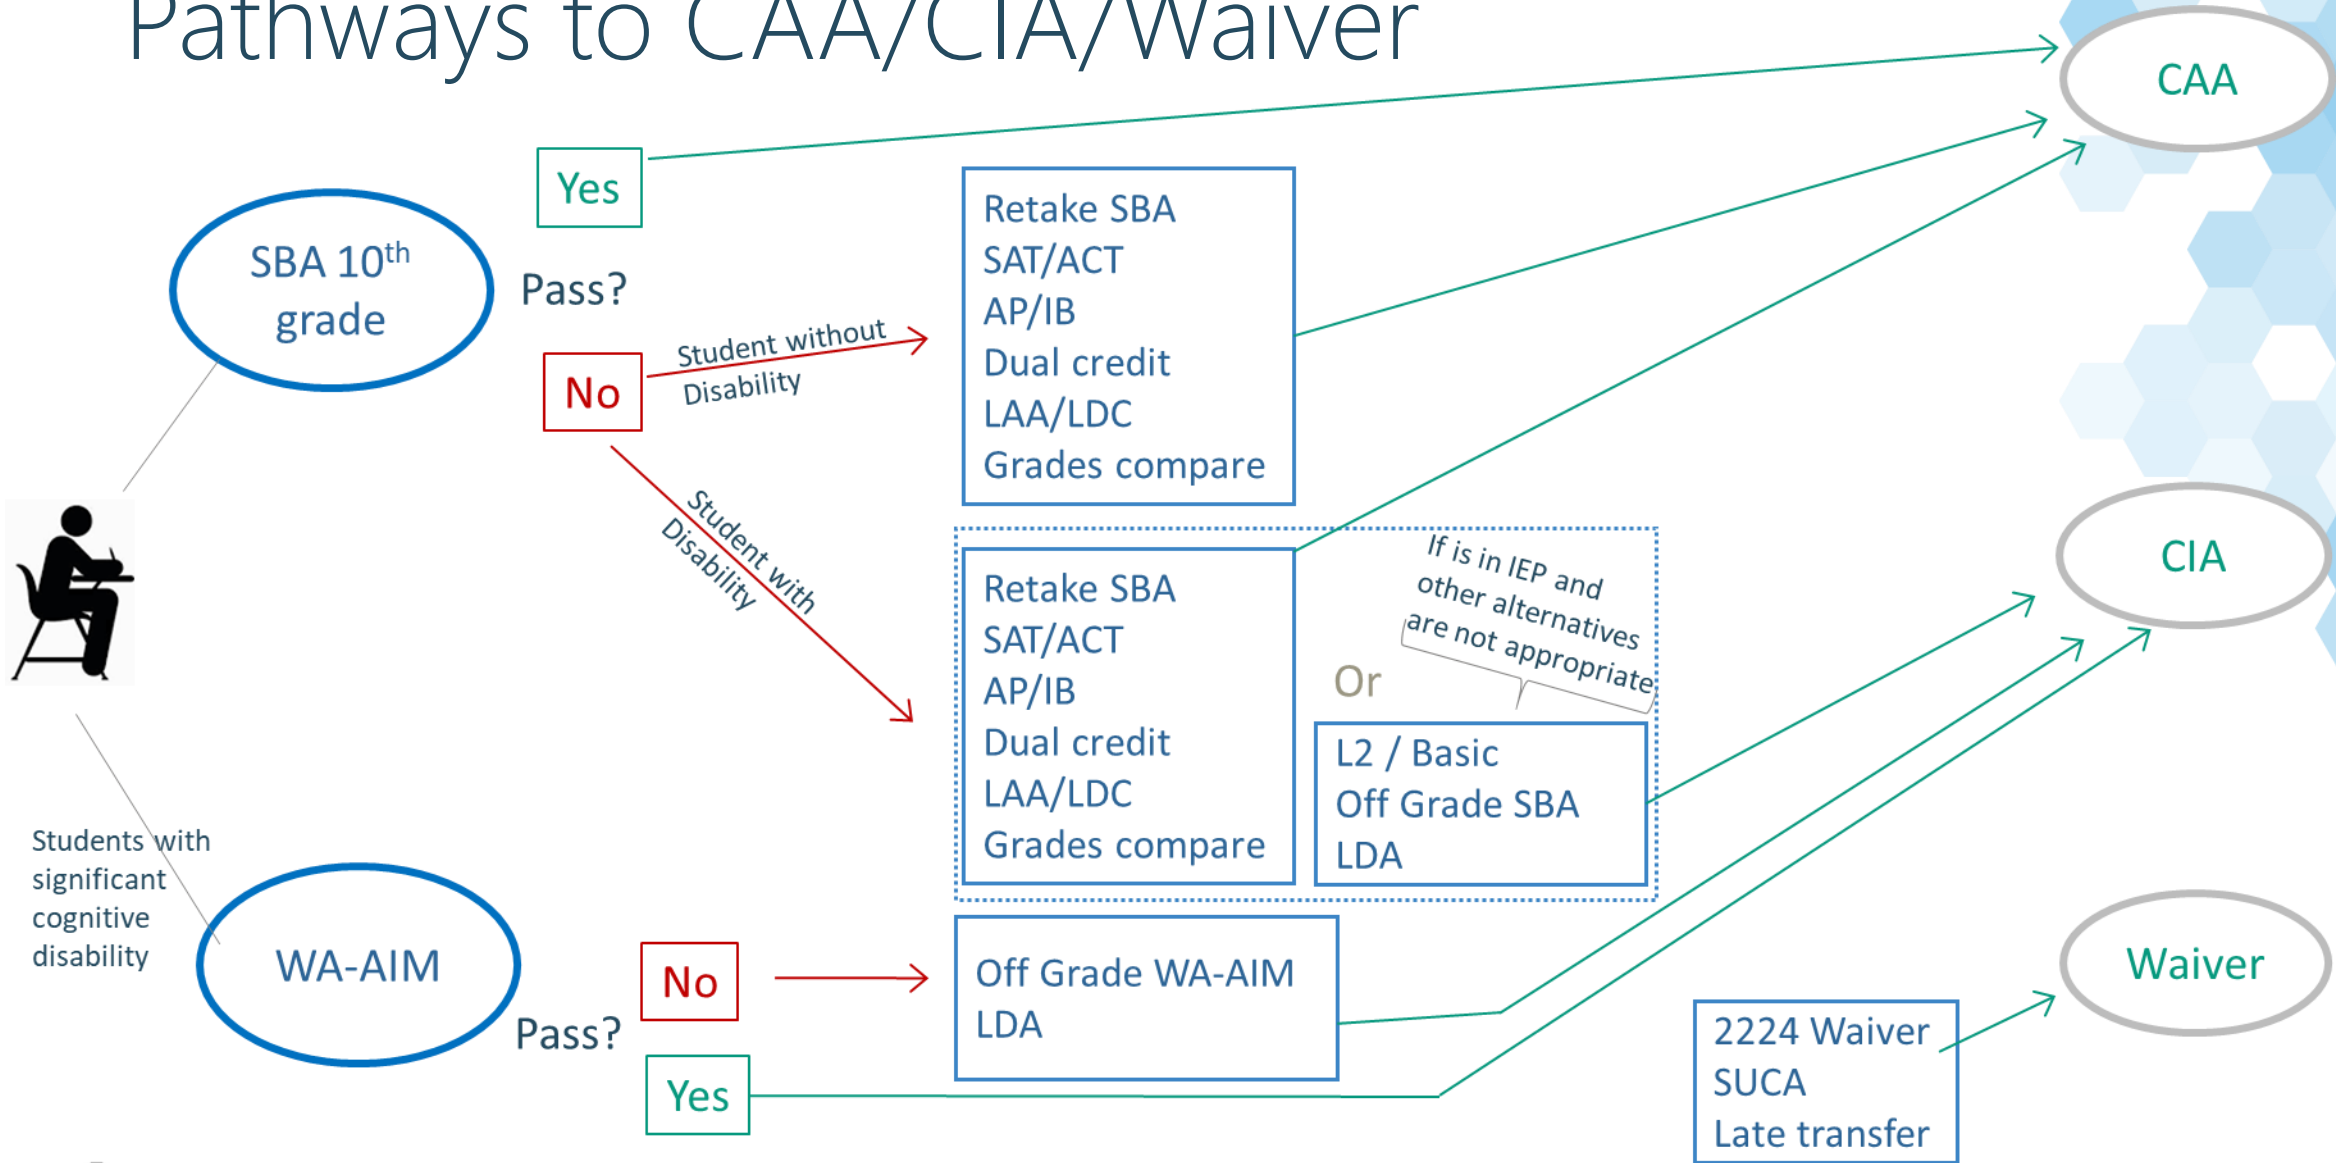 Pathways to CAA/CIA/Waiver
CAA
Yes
SBA 10th
grade
Pass?
No
Student without
Disability
Retake SBA
SAT/ACT
AP/IB
Dual credit
LAA/LDC
Grades compare
Student with
Disability
Retake SBA
SAT/ACT
AP/IB
Dual credit
LAA/LDC
Grades compare
Or
If is in IEP and
other alternatives
are not appropriate
L2 / Basic
Off Grade SBA
LDA
CIA
Students with
significant
cognitive
disability
WA-AIM
Pass?
No
Yes
Off Grade WA-AIM
LDA
Waiver
2224 Waiver
SUCA
Late transfer